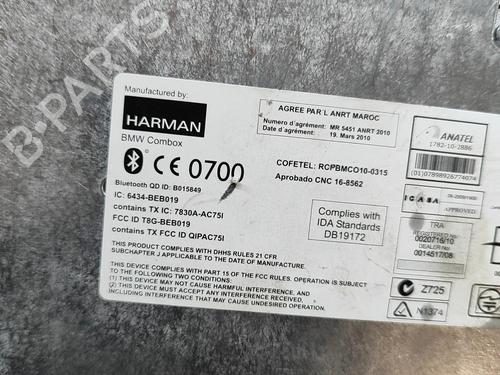 B-PARTS
Manufactured by:
HARMAN
BMW Combox
CE 0700
Bluetooth QD ID: B015849
IC: 6434-BEB019
contains TX IC: 7830A-AC75I
FCC ID T8G-BEB019
contains TX FCC ID QIPAC75I
THIS PRODUCT COMPLIES WITH DHHS RULES 21 CFR
SUBCHAPTER J APPLICABLE TO THE DATE OF MANUFACTURE.
THIS DEVICE COMPLIES WITH PART 15 OF THE FCC RULES. OPERATION IS
SUBJECT TO THE FOLLOWING TWO CONDITIONS:
(1) THIS DEVICE MAY NOT CAUSE HARMFUL INTERFERENCE, AND
(2) THIS DEVICE MUST ACCEPT ANY INTERFERENCE RECEIVED,
INCLUDING INTERFERENCE THAT MAY CAUSE UNDESIRED OPERATION.
AGREE PAR'L ANRT MAROC
Numero d'agrément: MR 5451 ANRT 2010
Date d'agrément: 19. Mars 2010
COFETEL: RCPBMCO10-0315
Aprobado CNC 16-8562
Complies with
IDA Standards
DB19172
ANATEL
1782-10-2886
(01)07898926774074
ICASA
APPROVED
TRA
REGISTERED No:
0020716/10
DEALER No:
0014517/08
Z725
N1374